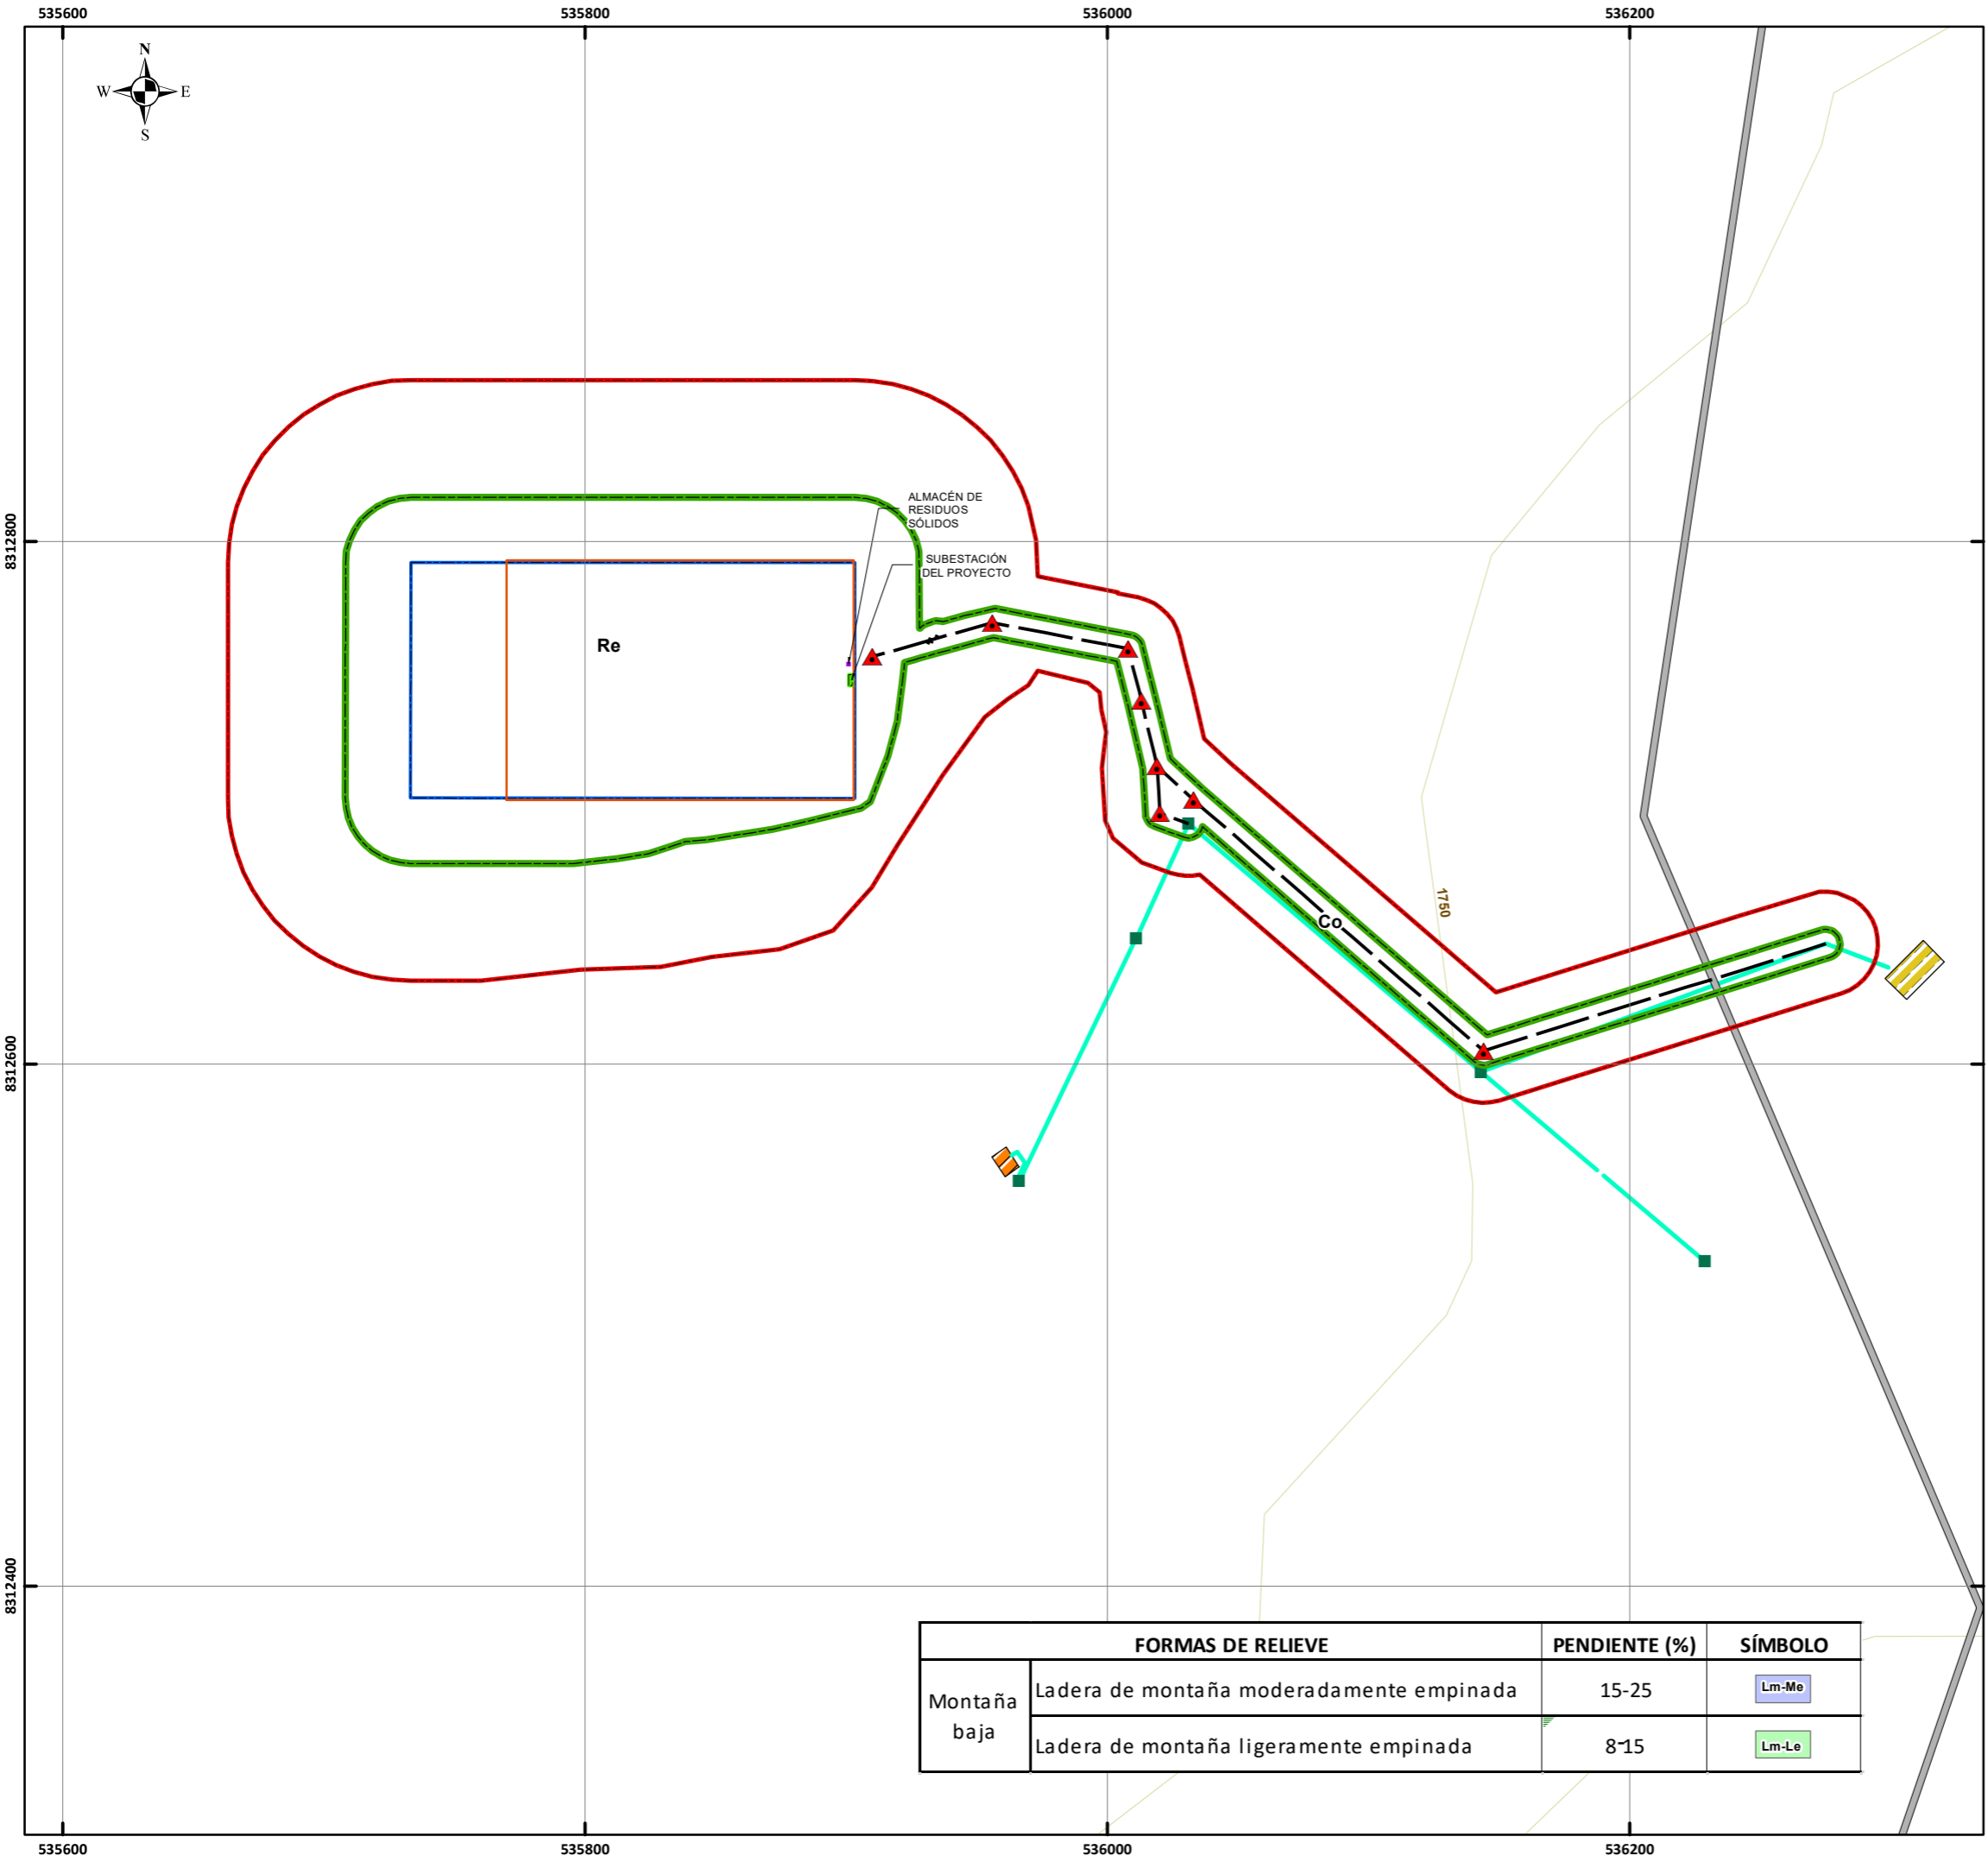 535600
535800
536000
536200
N
W
E
S
8312800
ALMACÉN DE
RESIDUOS
SÓLIDOS
SUBESTACIÓN
DEL PROYECTO
Re
1750
Co
8312600
8312400
FORMAS DE RELIEVE
PENDIENTE (%)
SÍMBOLO
Montaña
baja
Ladera de montaña moderadamente empinada
15-25
Lm-Me
Ladera de montaña ligeramente empinada
8-15
Lm-Le
535600
535800
536000
536200